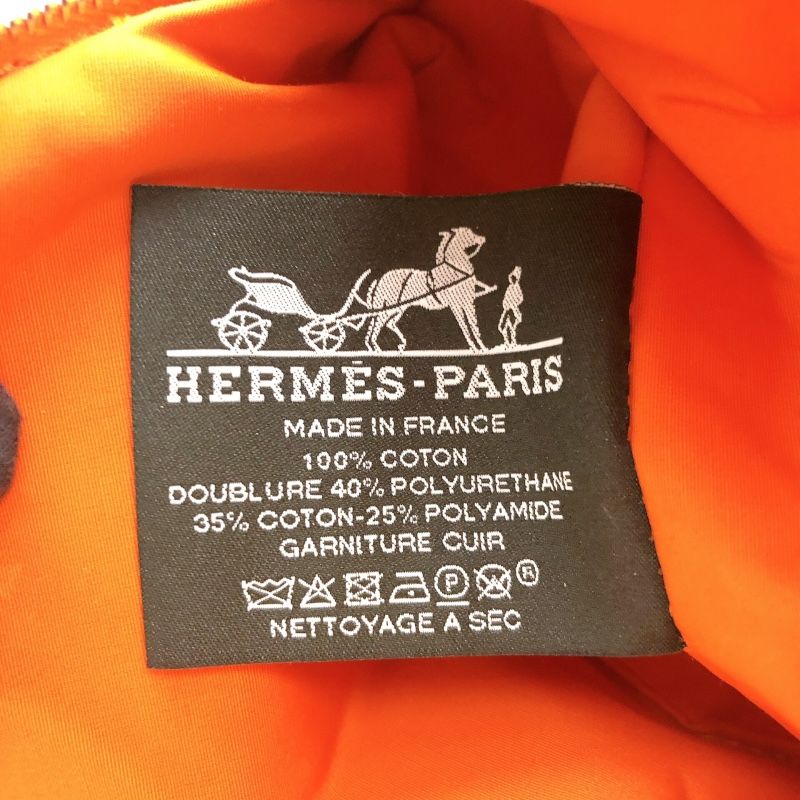 HERMÈS-PARIS
MADE IN FRANCE
100% COTON
DOUBLURE 40% POLYURETHANE
35% COTON-25% POLYAMIDE
GARNITURE CUIR
P ®
NETTOYAGE A SEC